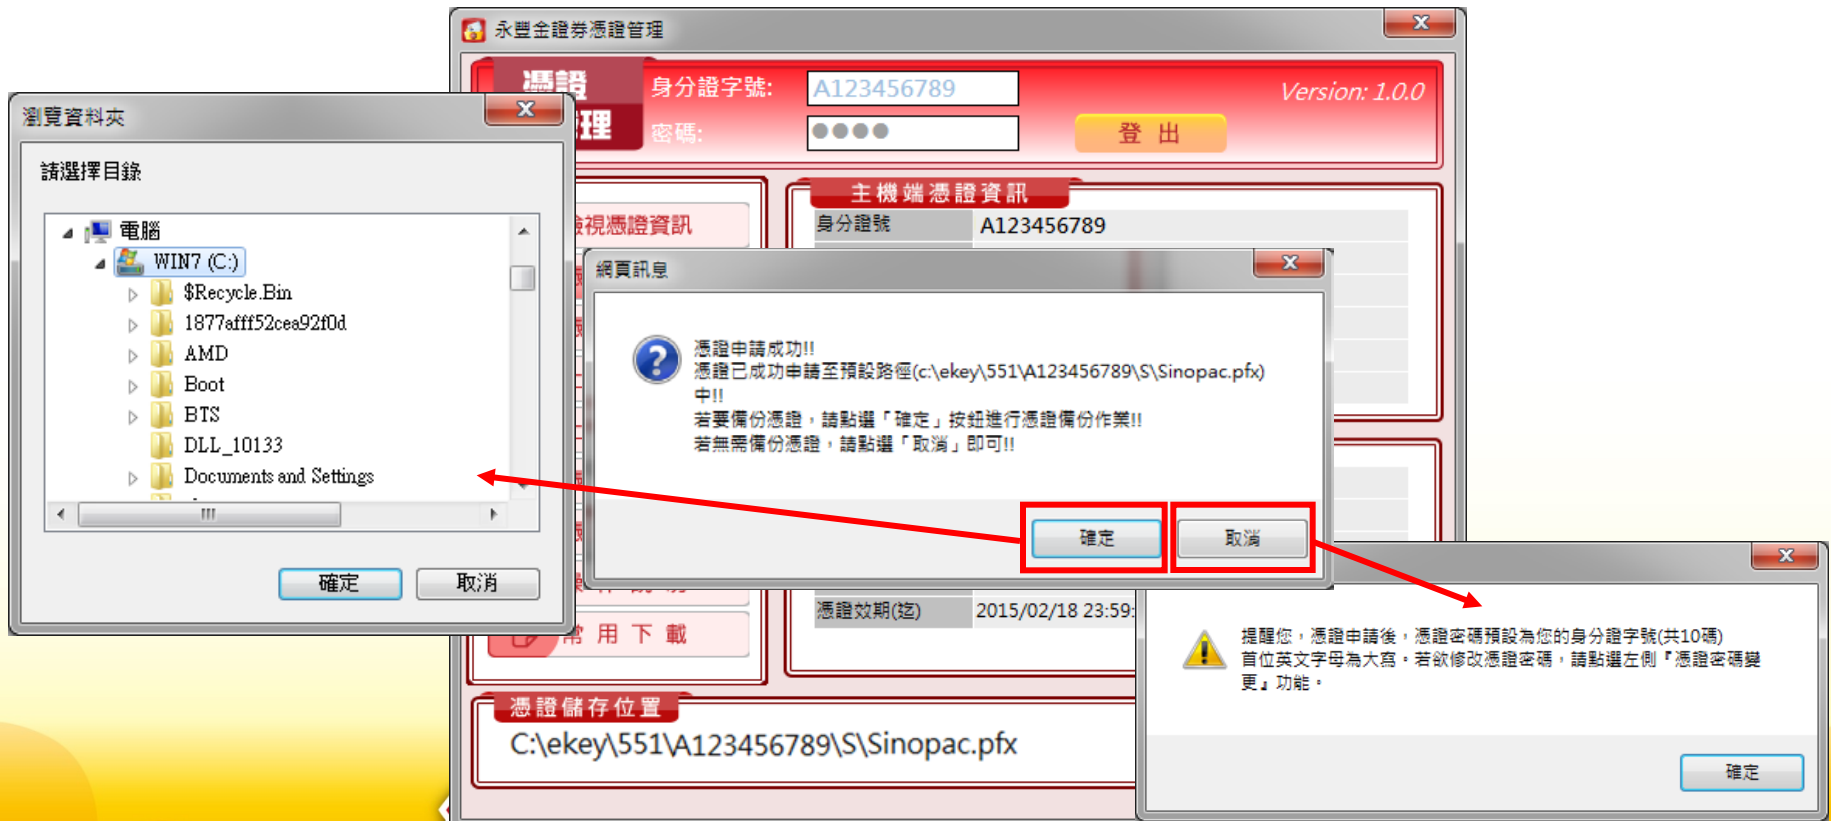 永豐金證券憑證管理
憑證
理
身分證字號:
A123456789
Version: 1.0.0
密碼:
登 出
瀏覽資料夾
請選擇目錄
電腦
WIN7 (C:)
$Recycle.Bin
1877afff52cea92f0d
AMD
Boot
BTS
DLL_10133
Documents and Settings
確定
取消
檢視憑證資訊
常 用 下 載
主機端憑證資訊
身分證號
A123456789
網頁訊息
憑證申請成功!!
憑證已成功申請至預設路徑(c:\ekey\551\A123456789\S\Sinopac.pfx)
中!!
若要備份憑證，請點選「確定」按鈕進行憑證備份作業!!
若無需備份憑證，請點選「取消」即可!!
確定
取消
憑證效期(迄)
2015/02/18 23:59:
提醒您，憑證申請後，憑證密碼預設為您的身分證字號(共10碼)
首位英文字母為大寫。若欲修改憑證密碼，請點選左側『憑證密碼變
更』功能。
確定
憑證儲存位置
C:\ekey\551\A123456789\S\Sinopac.pfx